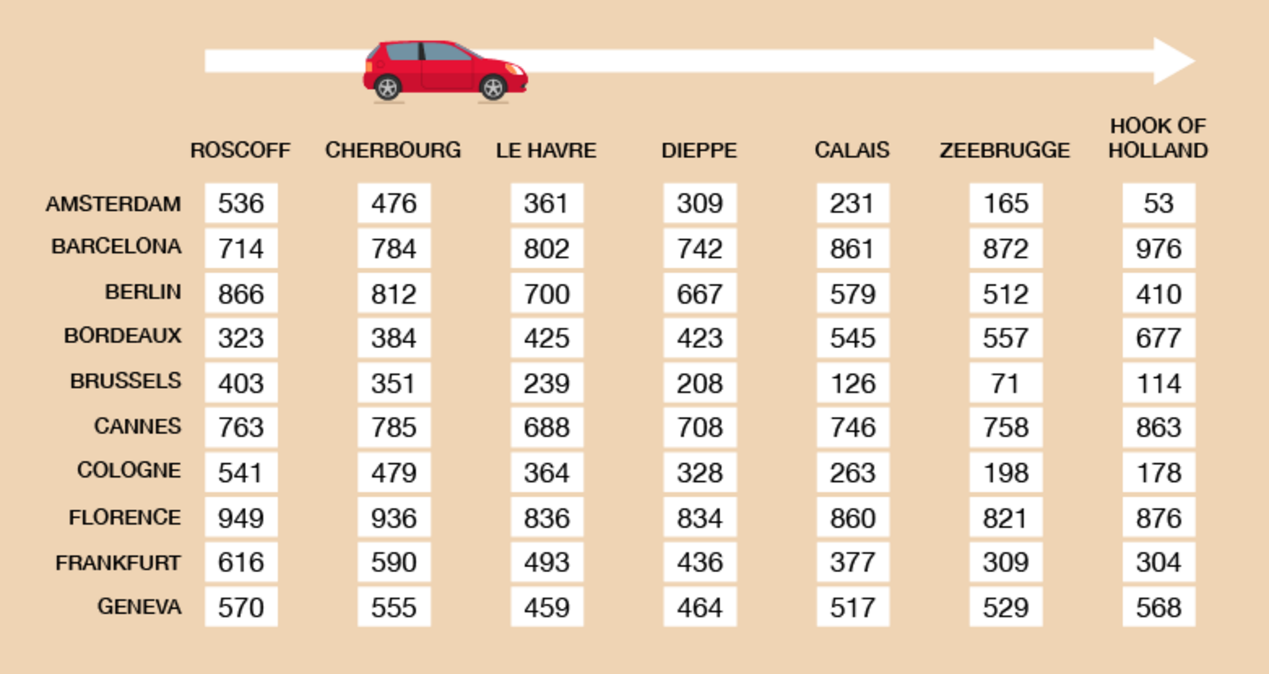 ROSCOFF CHERBOURG LE HAVRE DIEPPE CALAIS ZEEBRUGGE HOOK OF
HOLLAND
AMSTERDAM 536 476 361 309 231 165 53
BARCELONA 714 784 802 742 861 872 976
BERLIN 866 812 700 667 579 512 410
BORDEAUX 323 384 425 423 545 557 677
BRUSSELS 403 351 239 208 126 71 114
CANNES 763 785 688 708 746 758 863
COLOGNE 541 479 364 328 263 198 178
FLORENCE 949 936 836 834 860 821 876
FRANKFURT 616 590 493 436 377 309 304
GENEVA 570 555 459 464 517 529 568